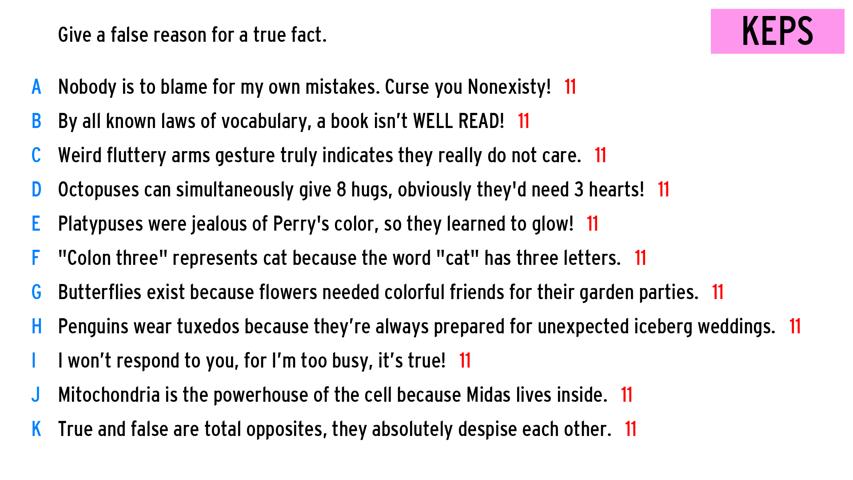 Give a false reason for a true fact.
KEPS
A Nobody is to blame for my own mistakes. Curse you Nonexisty! 11
B By all known laws of vocabulary, a book isn’t WELL READ! 11
C Weird fluttery arms gesture truly indicates they really do not care. 11
D Octopuses can simultaneously give 8 hugs, obviously they'd need 3 hearts! 11
E Platypuses were jealous of Perry's color, so they learned to glow! 11
F "Colon three" represents cat because the word "cat" has three letters. 11
G Butterflies exist because flowers needed colorful friends for their garden parties. 11
H Penguins wear tuxedos because they’re always prepared for unexpected iceberg weddings. 11
I I won’t respond to you, for I’m too busy, it’s true! 11
J Mitochondria is the powerhouse of the cell because Midas lives inside. 11
K True and false are total opposites, they absolutely despise each other. 11